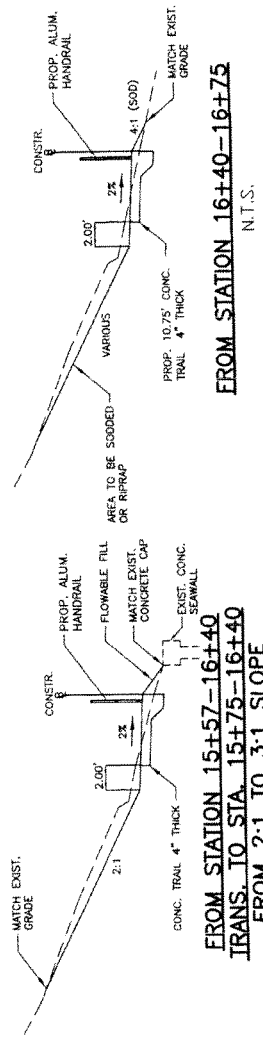 MATCH EXIST.
GRADE
2:1
2.00'
CONSTR.
B
PROP. ALUM.
HANDRAIL
2%
FLOWABLE FILL
MATCH EXIST.
CONCRETE CAP
EXIST. CONC.
SEAWALL
CONC. TRAIL 4" THICK
FROM STATION 15+57-16+40
TRANS. TO STA. 15+75-16+40
FROM 2:1 TO 3:1 SLOPE
AREA TO BE SODDED
OR RIPRAP
VARIOUS
2.00'
CONSTR.
B
PROP. ALUM.
HANDRAIL
2%
4:1 (SOD)
MATCH EXIST.
GRADE
PROP. 10.75' CONC.
TRAIL 4" THICK
FROM STATION 16+40-16+75
N.T.S.